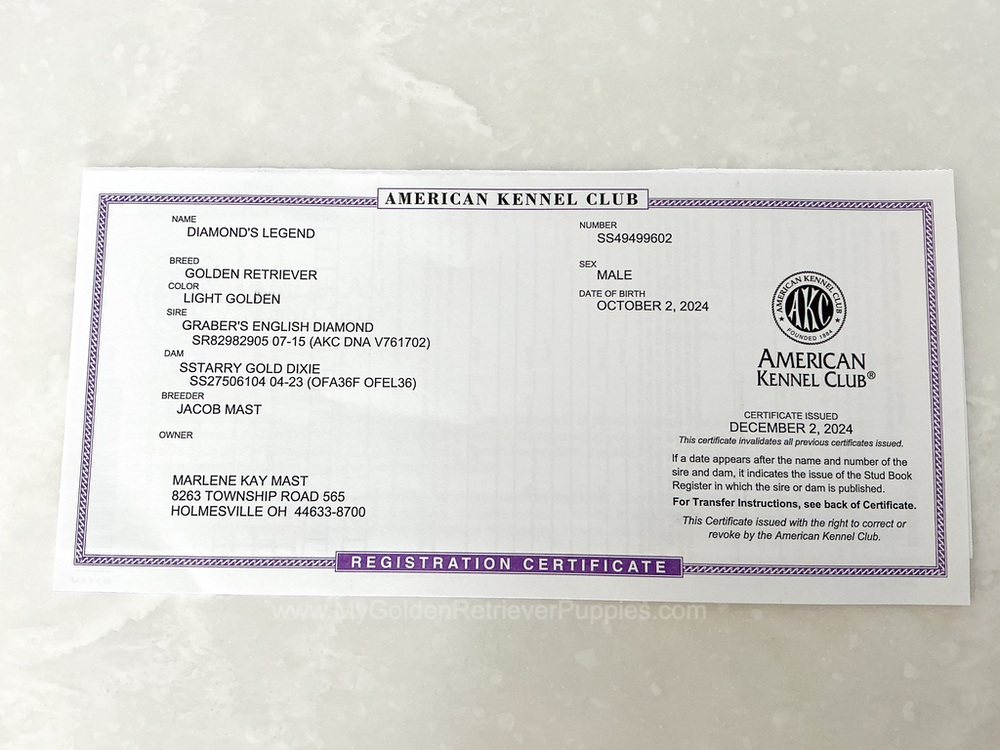 AMERICAN KENNEL CLUB
NAME
DIAMOND'S LEGEND
BREED
GOLDEN RETRIEVER
COLOR
LIGHT GOLDEN
SIRE
GRABER'S ENGLISH DIAMOND
SR82982905 07-15 (AKC DNA V761702)
DAM
SSTARRY GOLD DIXIE
SS27506104 04-23 (OFA36F OFEL36)
BREEDER
JACOB MAST
OWNER
MARLENE KAY MAST
8263 TOWNSHIP ROAD 565
HOLMESVILLE OH 44633-8700
NUMBER
SS49499602
SEX
MALE
DATE OF BIRTH
OCTOBER 2, 2024
AMERICAN KENNEL CLUB
AKC
FOUNDED 1884
AMERICAN
KENNEL CLUB®
CERTIFICATE ISSUED
DECEMBER 2, 2024
This certificate invalidates all previous certificates issued.
If a date appears after the name and number of the
sire and dam, it indicates the issue of the Stud Book
Register in which the sire or dam is published.
For Transfer Instructions, see back of Certificate.
This Certificate issued with the right to correct or
revoke by the American Kennel Club.
REGISTRATION CERTIFICATE
www.MyGoldenRetrieverPuppies.com